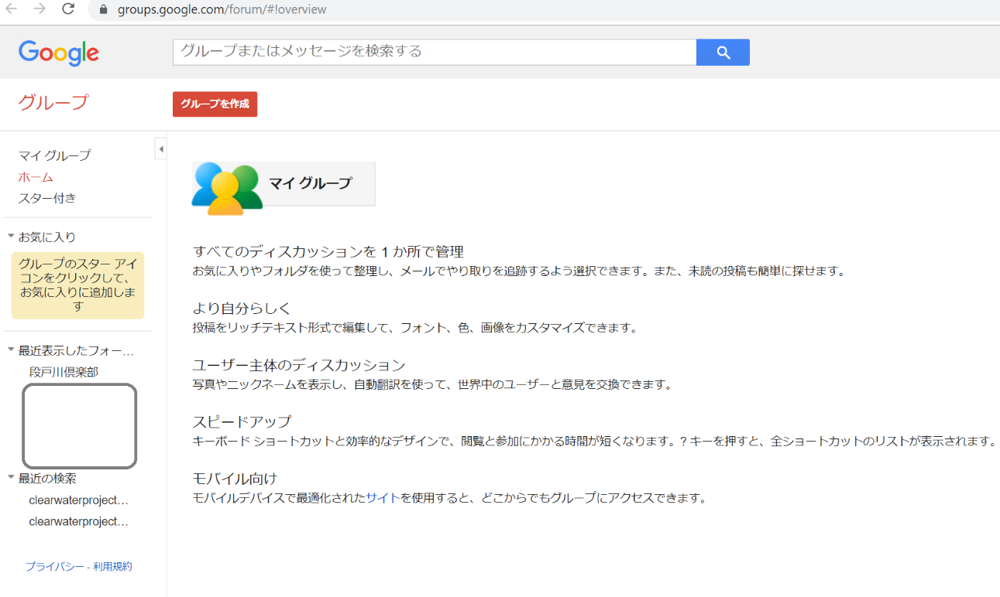 groups.google.com/forum/#!overview
Google
グループまたはメッセージを検索する
グループ
グループを作成
マイ グループ
ホーム
スター付き
お気に入り
グループのスター アイ
コンをクリックして、
お気に入りに追加しま
す
最近表示したフォー...
段戸川倶楽部
最近の検索
clearwaterproject...
clearwaterproject...
プライバシー - 利用規約
マイ グループ
すべてのディスカッションを 1 か所で管理
お気に入りやフォルダを使って整理し、メールでやり取りを追跡するよう選択できます。また、未読の投稿も簡単に探せます。
より自分らしく
投稿をリッチテキスト形式で編集して、フォント、色、画像をカスタマイズできます。
ユーザー主体のディスカッション
写真やニックネームを表示し、自動翻訳を使って、世界中のユーザーと意見を交換できます。
スピードアップ
キーボード ショートカットと効率的なデザインで、閲覧と参加にかかる時間が短くなります。? キーを押すと、全ショートカットのリストが表示されます。
モバイル向け
モバイルデバイスで最適化されたサイトを使用すると、どこからでもグループにアクセスできます。